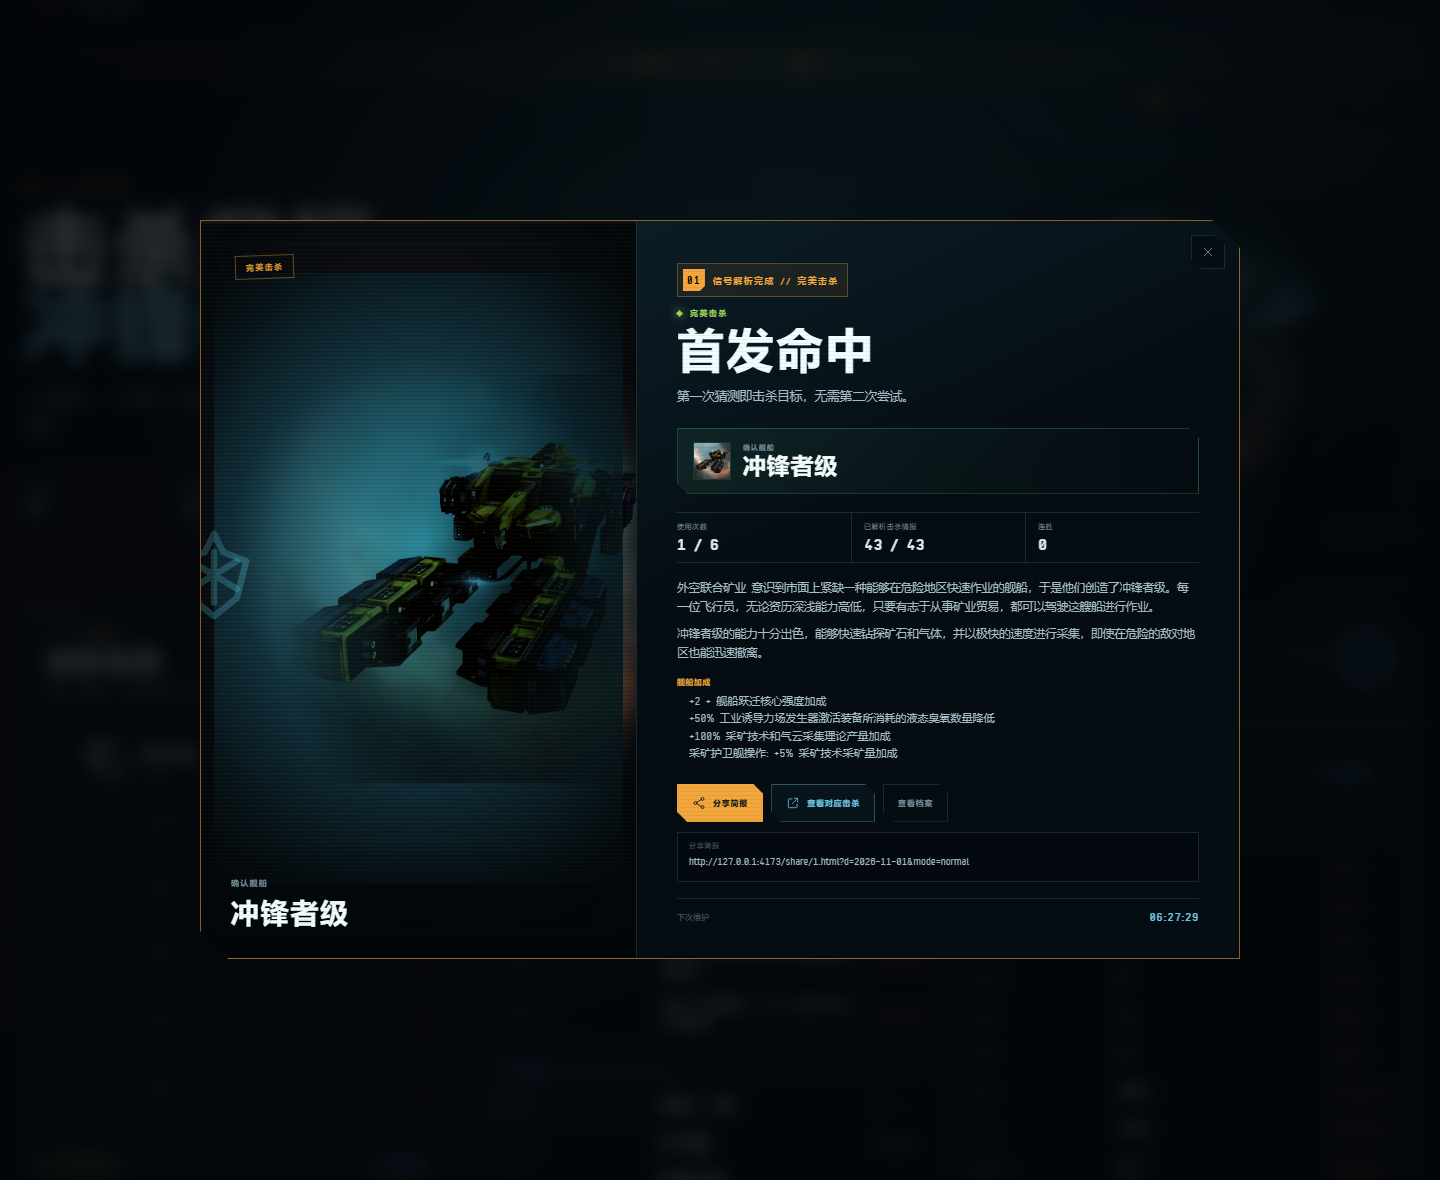 完美击杀
确认舰船
冲锋者级
01 信号解析完成 // 完美击杀
完美击杀
首发命中
第一次猜测即击杀目标，无需第二次尝试。
确认舰船
冲锋者级
使用次数
1 / 6
已解析击杀情报
43 / 43
连胜
0
外空联合矿业 意识到市面上紧缺一种能够在危险地区快速作业的舰船，于是他们创造了冲锋者级。每
一位飞行员，无论资历深浅能力高低，只要有志于从事矿业贸易，都可以驾驶这艘船进行作业。
冲锋者级的能力十分出色，能够快速钻探矿石和气体，并以极快的速度进行采集，即使在危险的敌对地
区也能迅速撤离。
舰船加成
+2 + 舰船跃迁核心强度加成
+50% 工业诱导力场发生器激活装备所消耗的液态臭氧数量降低
+100% 采矿技术和气云采集理论产量加成
采矿护卫舰操作: +5% 采矿技术采矿量加成
分享简报
查看对应击杀
查看档案
分享简报
http://127.0.0.1:4173/share/1.html?d=2026-11-01&mode=normal
下次维护
06:27:29